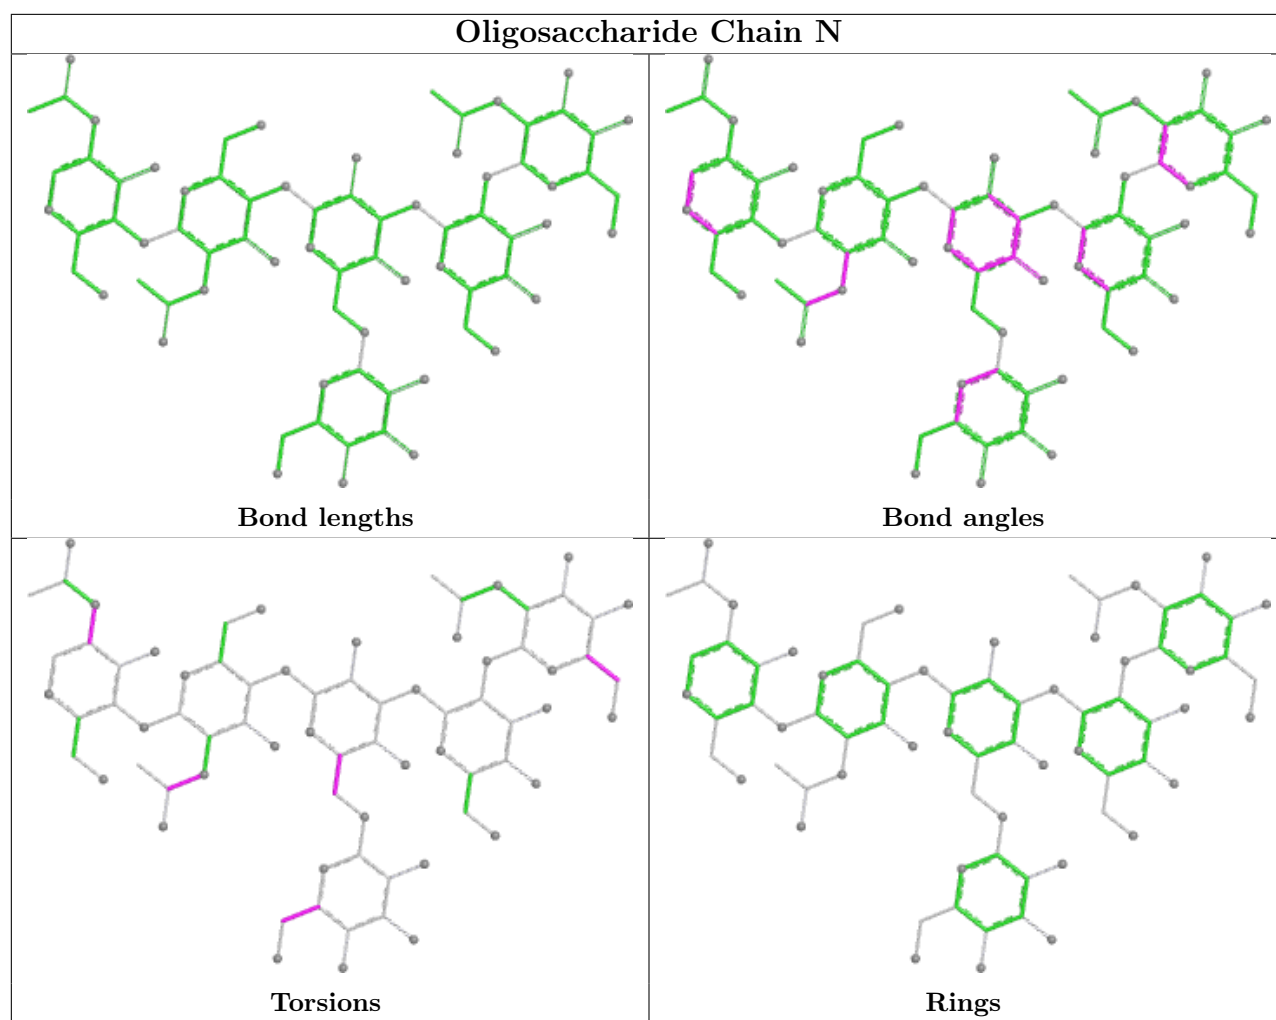 Oligosaccharide Chain N
Bond lengths
Bond angles
Torsions
Rings